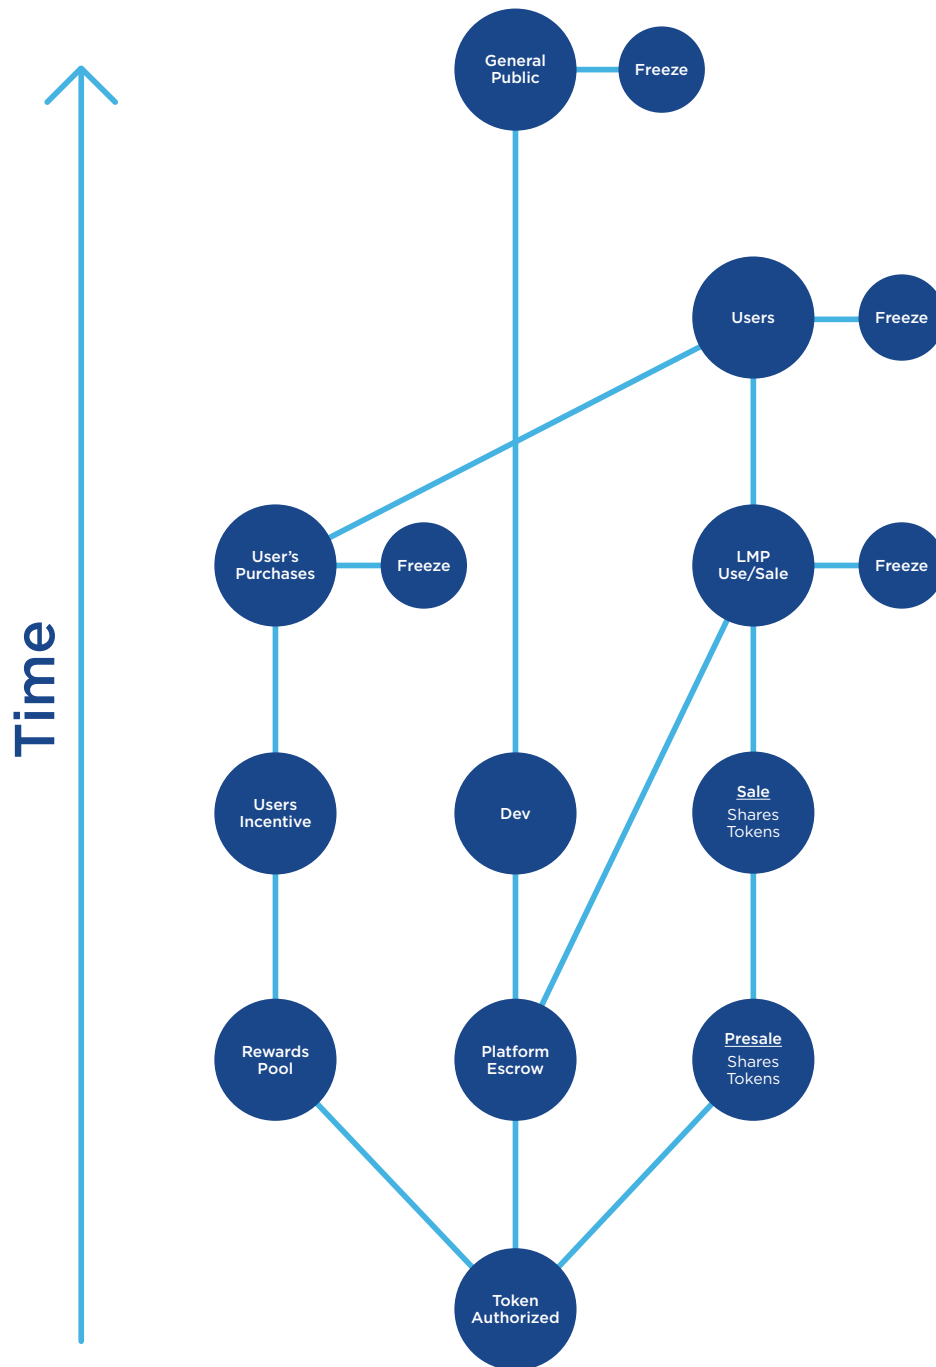 General
Public
Freeze
Users
Freeze
User's
Purchases
Freeze
LMP
Use/Sale
Freeze
Time
Users
Incentive
Dev
Sale
Shares
Tokens
Rewards
Pool
Platform
Escrow
Presale
Shares
Tokens
Token
Authorized